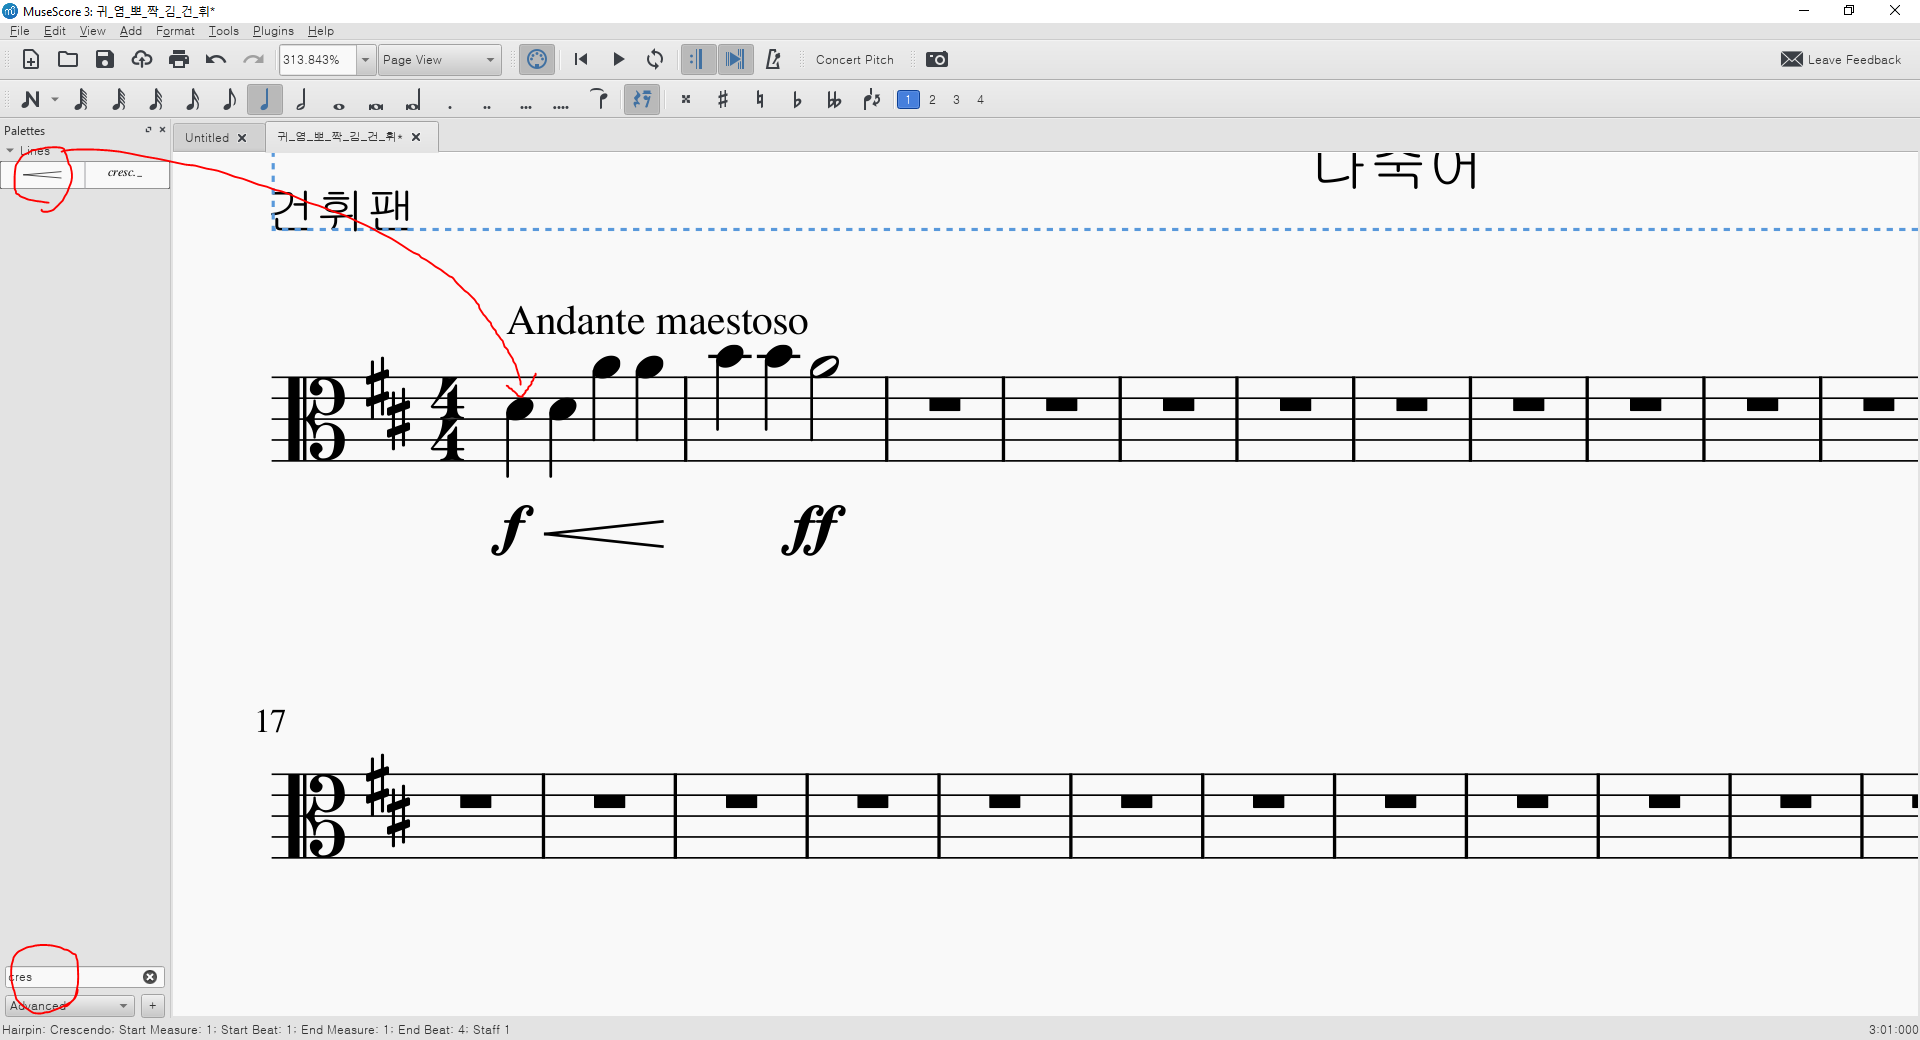 MuseScore 3: 귀_염_뽀_짝_김_건_휘*
File Edit View Add Format Tools Plugins Help
313.843% Page View Concert Pitch Leave Feedback
1 2 3 4
Palettes
Untitled 귀_염_뽀_짝_김_건_휘*
Lines
cresc._
나죽어
건휘팬
Andante maestoso
4
4
f ff
17
cres
Advanced +
Hairpin: Crescendo; Start Measure: 1; Start Beat: 1; End Measure: 1; End Beat: 4; Staff 1 3:01:000